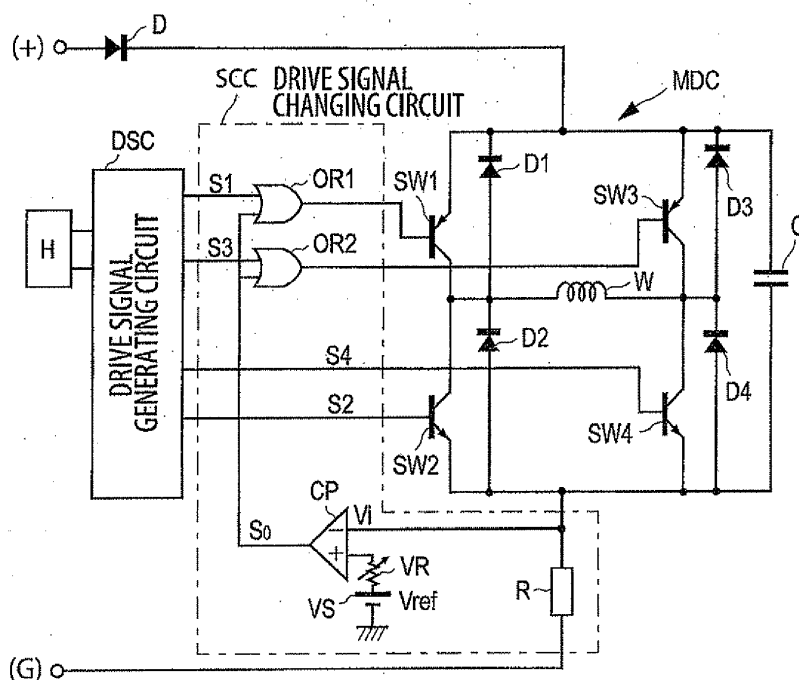 (+)
D
SCC DRIVE SIGNAL
CHANGING CIRCUIT
MDC
DSC
S1
OR1
SW1
D1
SW3
D3
H
S3
OR2
W
C
DRIVE SIGNAL
GENERATING CIRCUIT
D2
S4
D4
S2
SW2
SW4
CP
Vi
S0
−
+
VR
VS
Vref
R
(G)